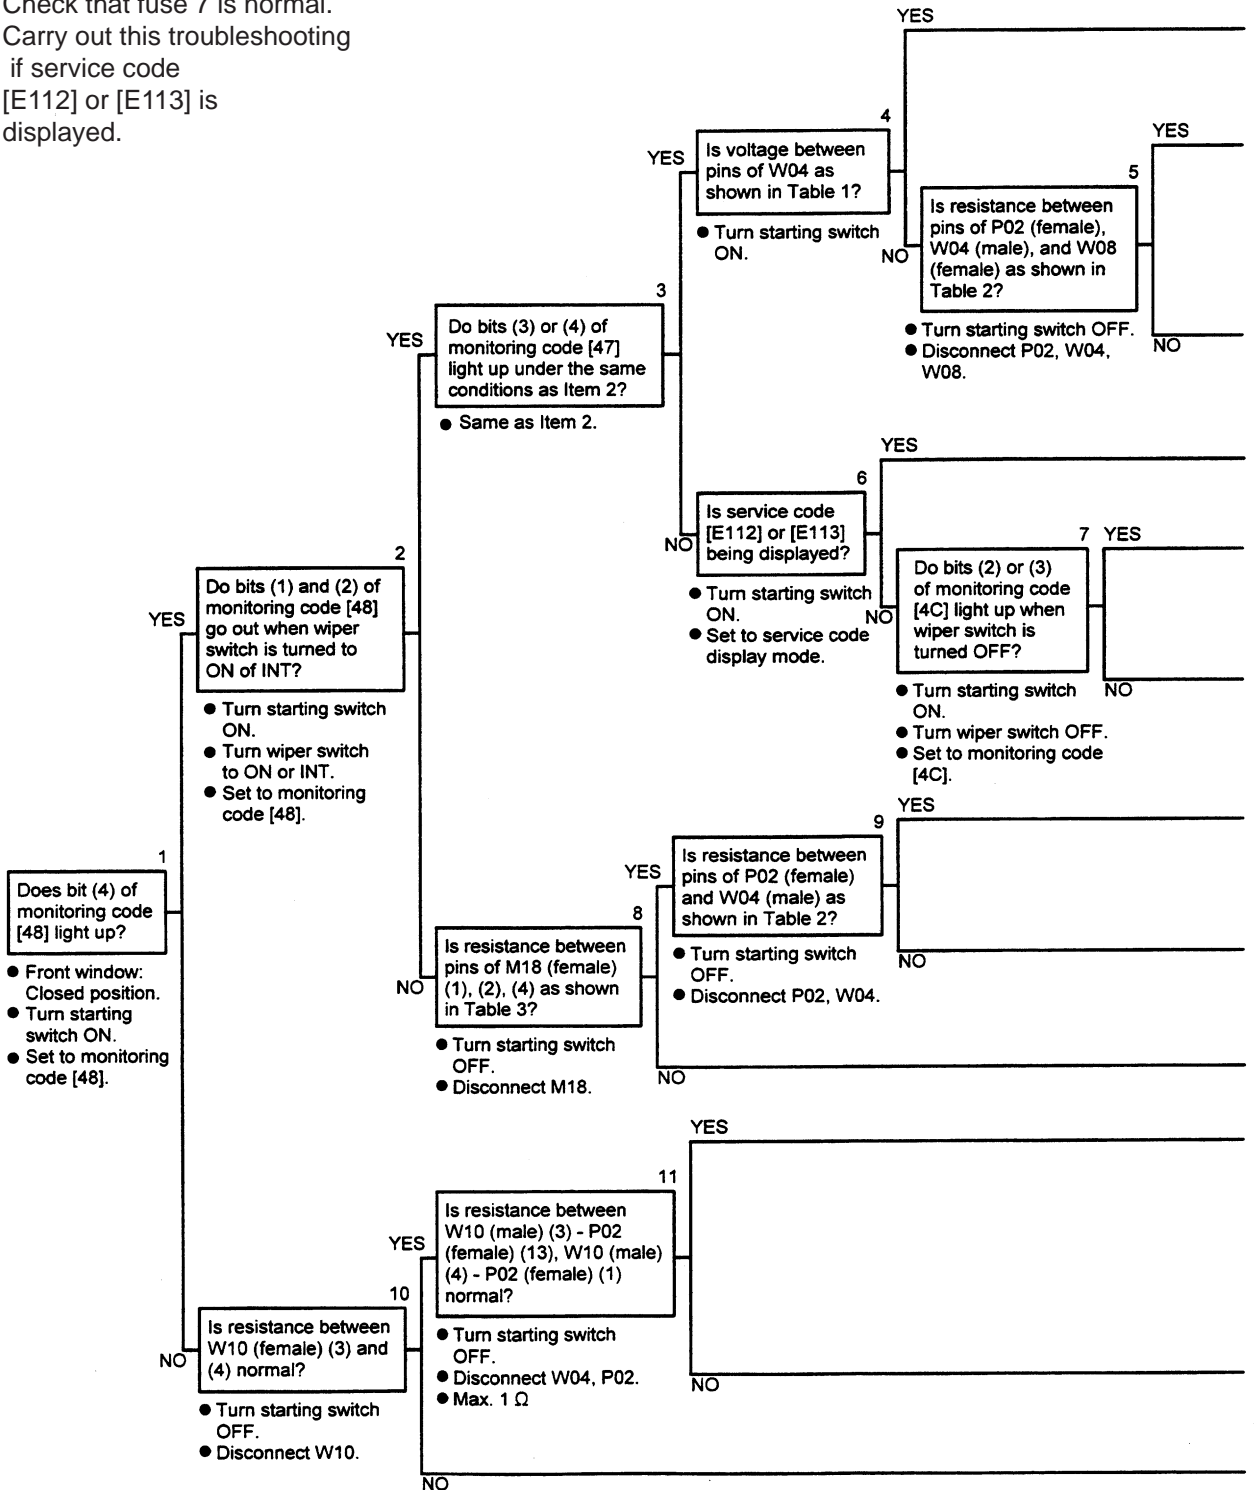 Check that fuse 7 is normal.
Carry out this troubleshooting
if service code
[E112] or [E113] is
displayed.
1
Does bit (4) of
monitoring code
[48] light up?
● Front window:
Closed position.
● Turn starting
switch ON.
● Set to monitoring
code [48].
YES
NO
2
Do bits (1) and (2) of
monitoring code [48]
go out when wiper
switch is turned to
ON of INT?
● Turn starting switch
ON.
● Turn wiper switch
to ON or INT.
● Set to monitoring
code [48].
YES
NO
3
Do bits (3) or (4) of
monitoring code [47]
light up under the same
conditions as Item 2?
● Same as Item 2.
YES
NO
4
Is voltage between
pins of W04 as
shown in Table 1?
● Turn starting switch
ON.
YES
NO
5
Is resistance between
pins of P02 (female),
W04 (male), and W08
(female) as shown in
Table 2?
● Turn starting switch OFF.
● Disconnect P02, W04,
W08.
YES
NO
6
Is service code
[E112] or [E113]
being displayed?
● Turn starting switch
ON.
● Set to service code
display mode.
YES
NO
7
Do bits (2) or (3)
of monitoring code
[4C] light up when
wiper switch is
turned OFF?
● Turn starting switch
ON.
● Turn wiper switch OFF.
● Set to monitoring code
[4C].
YES
NO
8
Is resistance between
pins of M18 (female)
(1), (2), (4) as shown
in Table 3?
● Turn starting switch
OFF.
● Disconnect M18.
YES
NO
9
Is resistance between
pins of P02 (female)
and W04 (male) as
shown in Table 2?
● Turn starting switch
OFF.
● Disconnect P02, W04.
YES
NO
10
Is resistance between
W10 (female) (3) and
(4) normal?
● Turn starting switch
OFF.
● Disconnect W10.
YES
NO
11
Is resistance between
W10 (male) (3) - P02
(female) (13), W10 (male)
(4) - P02 (female) (1)
normal?
● Turn starting switch
OFF.
● Disconnect W04, P02.
● Max. 1 Ω
YES
NO